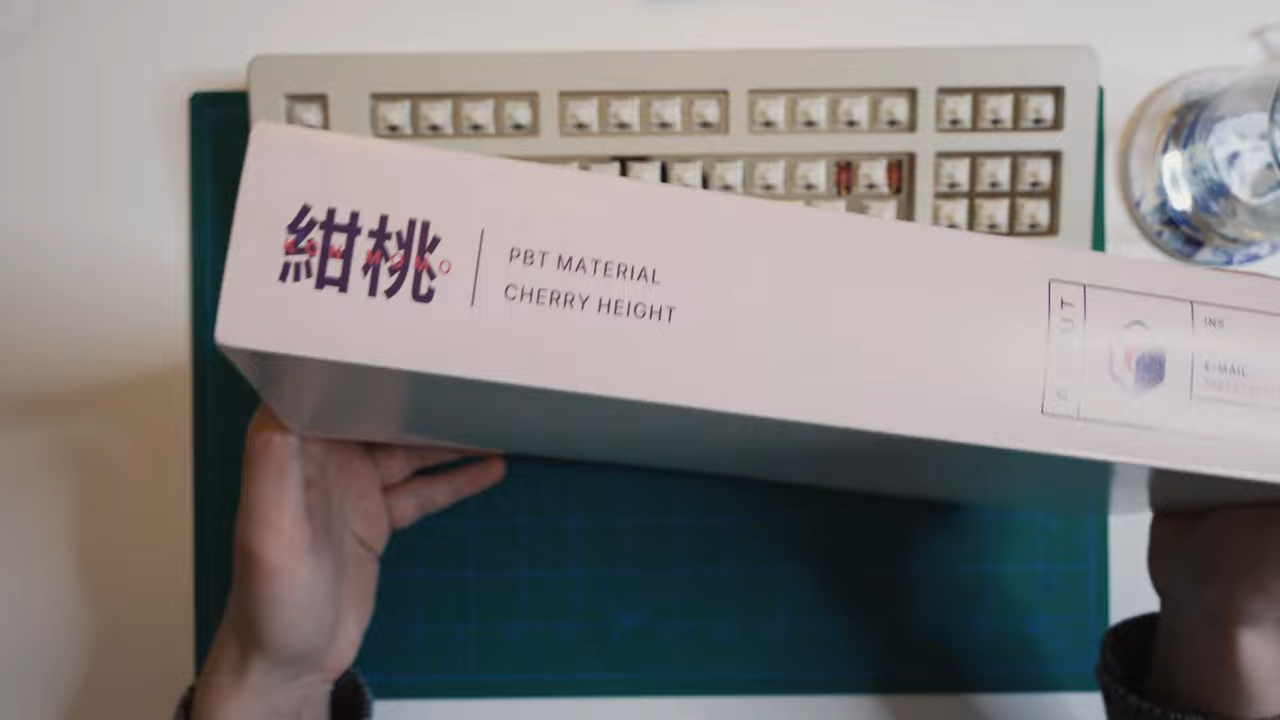 紺桃
PBT MATERIAL
CHERRY HEIGHT
INS
E-MAIL